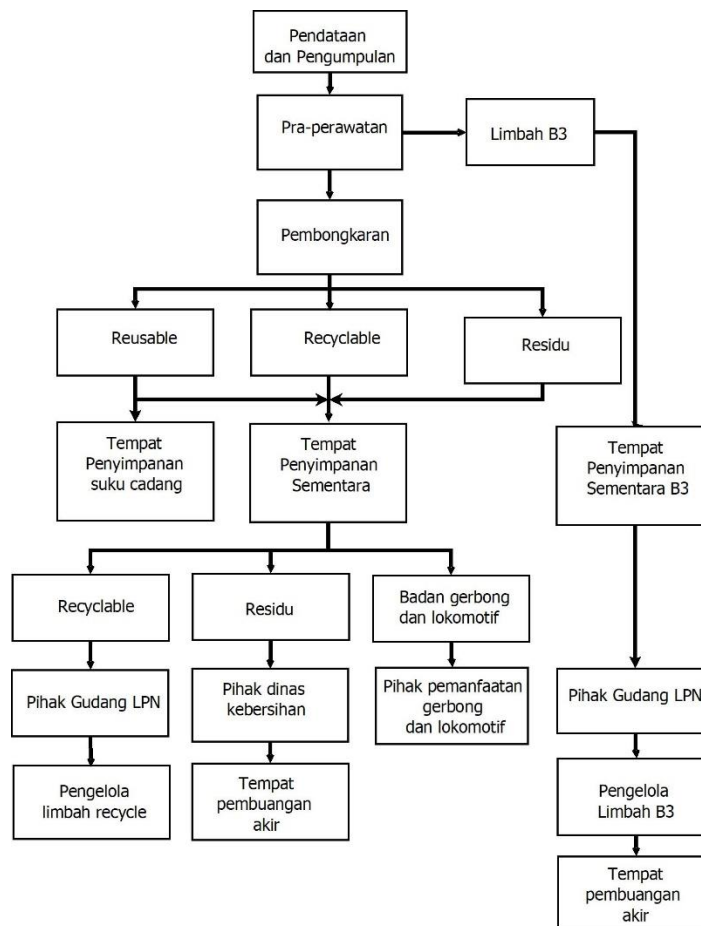 Pendataan
dan Pengumpulan
Pra-perawatan
Limbah B3
Pembongkaran
Reusable
Recyclable
Residu
Tempat
Penyimpanan
suku cadang
Tempat
Penyimpanan
Sementara
Tempat
Penyimpanan
Sementara B3
Recyclable
Residu
Badan gerbong
dan lokomotif
Pihak Gudang LPN
Pihak dinas
kebersihan
Pihak pemanfaatan
gerbong
dan lokomotif
Pihak Gudang LPN
Pengelola
limbah recycle
Tempat
pembuangan
akir
Pengelola
Limbah B3
Tempat
pembuangan
akir